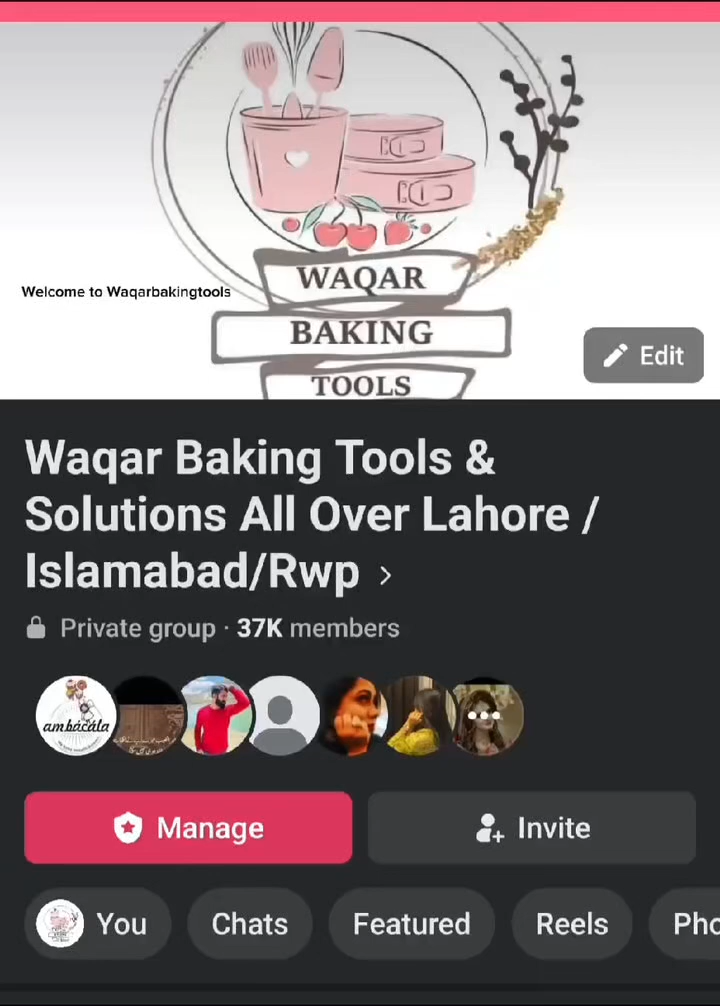 WAQAR
Welcome to Waqarbakingtools
BAKING
Edit
TOOLS
Waqar Baking Tools &
Solutions All Over Lahore /
Islamabad/Rwp
Private group · 37K members
ambácála
Manage
Invite
You
Chats
Featured
Reels
Pho